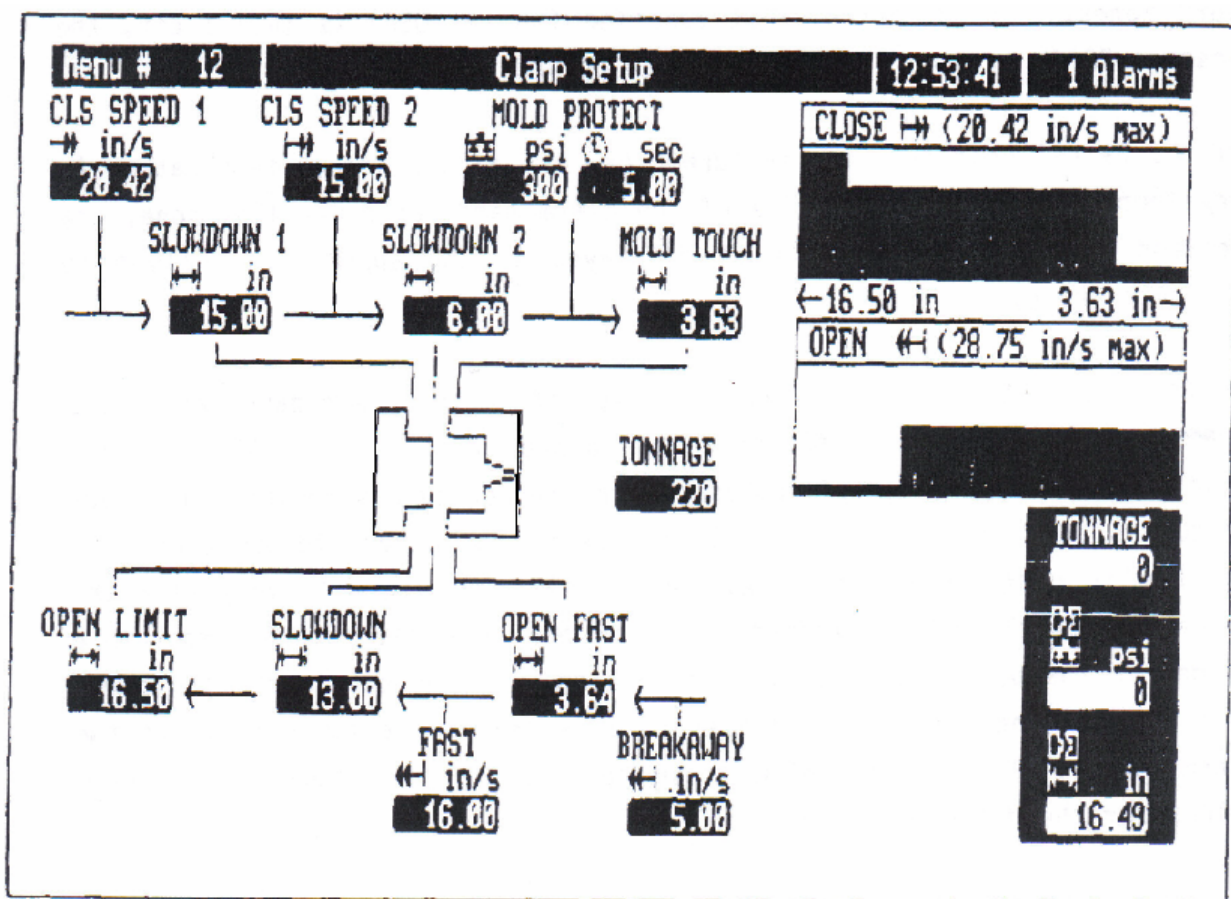 Menu # 12 Clamp Setup 12:53:41 1 Alarms
CLS SPEED 1 CLS SPEED 2 MOLD PROTECT
in/s in/s psi sec
20.42 15.00 300 5.00
SLOWDOWN 1 SLOWDOWN 2 MOLD TOUCH
in in in
15.00 6.00 3.63
CLOSE (20.42 in/s max)
16.50 in 3.63 in
OPEN (28.75 in/s max)
TONNAGE
220
OPEN LIMIT SLOWDOWN OPEN FAST
in in in
16.50 13.00 3.64
FAST BREAKAWAY
in/s in/s
16.00 5.00
TONNAGE
0
psi
0
in
16.49